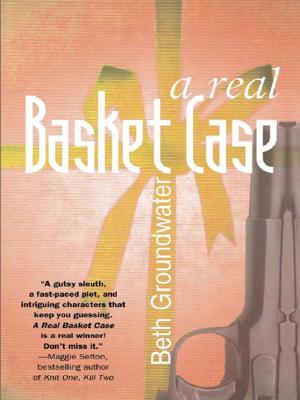 a real
Basket Case
Beth Groundwater
"A gutsy sleuth,
a fast-paced plot, and
intriguing characters that
keep you guessing.
A Real Basket Case
is a real winner!
Don't miss it."
—Maggie Sefton,
bestselling author
of Knit One, Kill Two